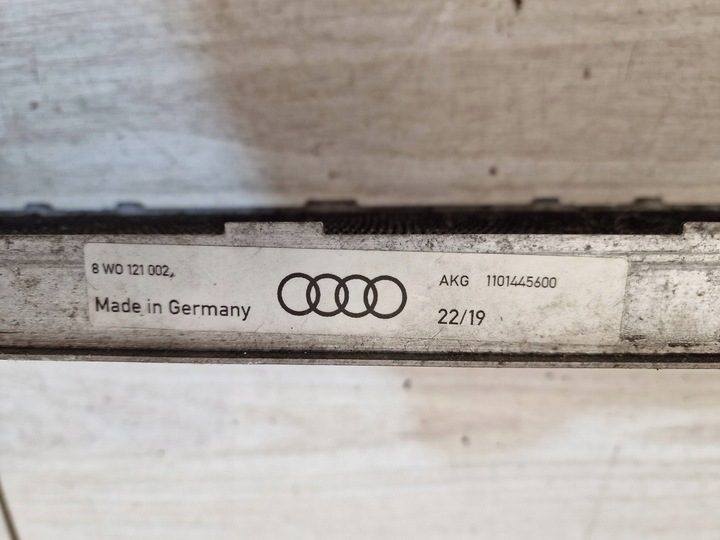 8 W0 121 002,
Made in Germany
AKG 1101445600
22/19